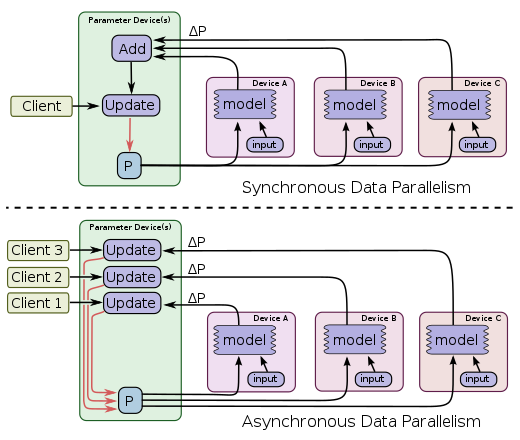 Parameter Device(s)
ΔP
Add
Device A
Device B
Device C
Client
Update
model
model
model
input
input
input
P
Synchronous Data Parallelism
Parameter Device(s)
Client 3
Update
ΔP
Client 2
Update
ΔP
Client 1
Update
ΔP
Device A
Device B
Device C
model
model
model
input
input
input
P
Asynchronous Data Parallelism